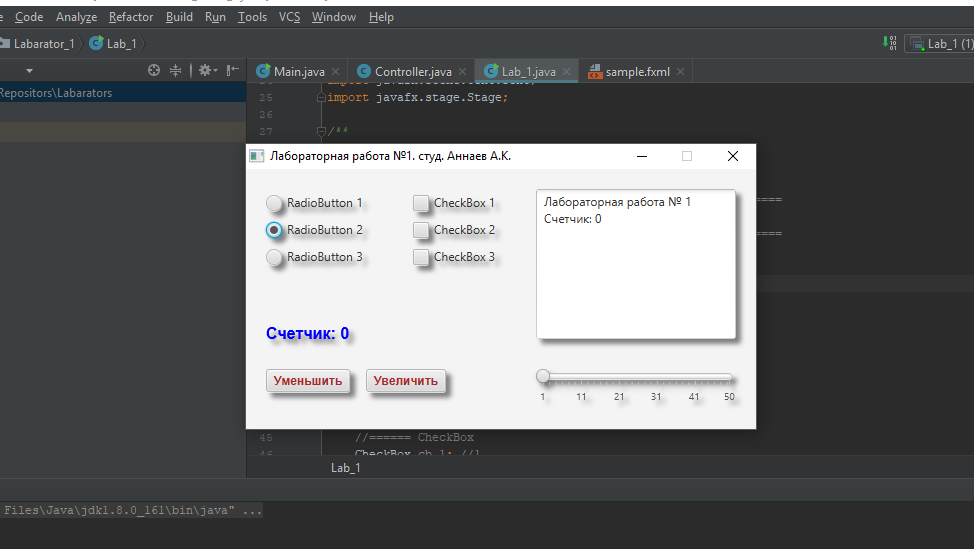 Code Analyze Refactor Build Run Tools VCS Window Help
Labarator_1 Lab_1 Lab_1 (1)
Main.java Controller.java Lab_1.java sample.fxml
Repositors\Labarators
25 import javafx.stage.Stage;
26
27 /**
Лабораторная работа №1. студ. Аннаев А.К.
RadioButton 1 CheckBox 1
RadioButton 2 CheckBox 2
RadioButton 3 CheckBox 3
Лабораторная работа № 1
Счетчик: 0
Счетчик: 0
Уменьшить Увеличить
1 11 21 31 41 50
45 //====== CheckBox
46 CheckBox cb_1; //1
Lab_1
Files\Java\jdk1.8.0_161\bin\java" ...